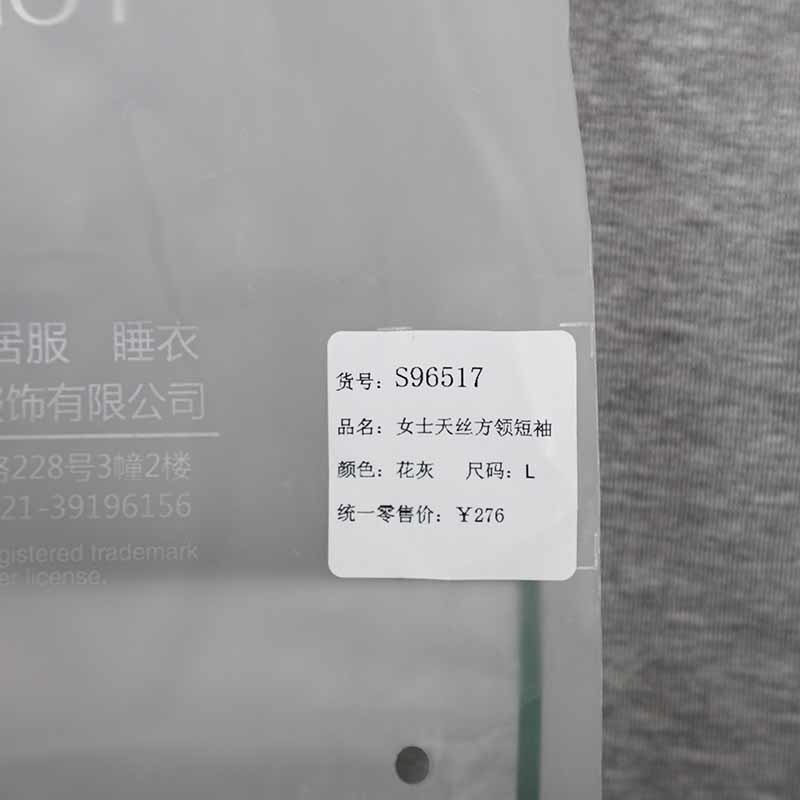 居服 睡衣
服饰有限公司
路228号3幢2楼
21-39196156
gistered trademark
er license.
货号：S96517
品名：女士天丝方领短袖
颜色：花灰 尺码：L
统一零售价：￥276